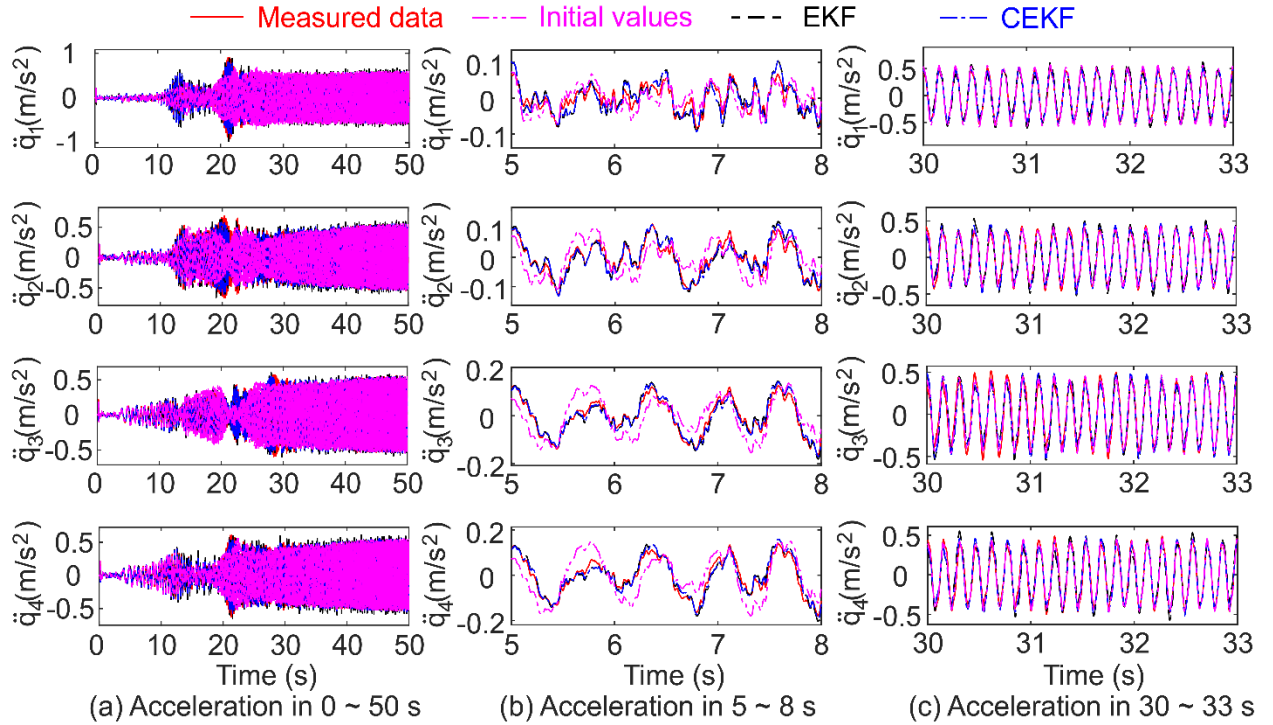 Measured data Initial values EKF CEKF
q̈1(m/s²)
1
0
-1
0 10 20 30 40 50
q̈1(m/s²)
0.1
0
-0.1
5 6 7 8
q̈1(m/s²)
0.5
0
-0.5
30 31 32 33
q̈2(m/s²)
0.5
0
-0.5
0 10 20 30 40 50
q̈2(m/s²)
0.1
0
-0.1
5 6 7 8
q̈2(m/s²)
0.5
0
-0.5
30 31 32 33
q̈3(m/s²)
0.5
0
-0.5
0 10 20 30 40 50
q̈3(m/s²)
0.2
0
-0.2
5 6 7 8
q̈3(m/s²)
0.5
0
-0.5
30 31 32 33
q̈4(m/s²)
0.5
0
-0.5
0 10 20 30 40 50
Time (s)
q̈4(m/s²)
0.2
0
-0.2
5 6 7 8
Time (s)
q̈4(m/s²)
0.5
0
-0.5
30 31 32 33
Time (s)
(a) Acceleration in 0 ~ 50 s
(b) Acceleration in 5 ~ 8 s
(c) Acceleration in 30 ~ 33 s